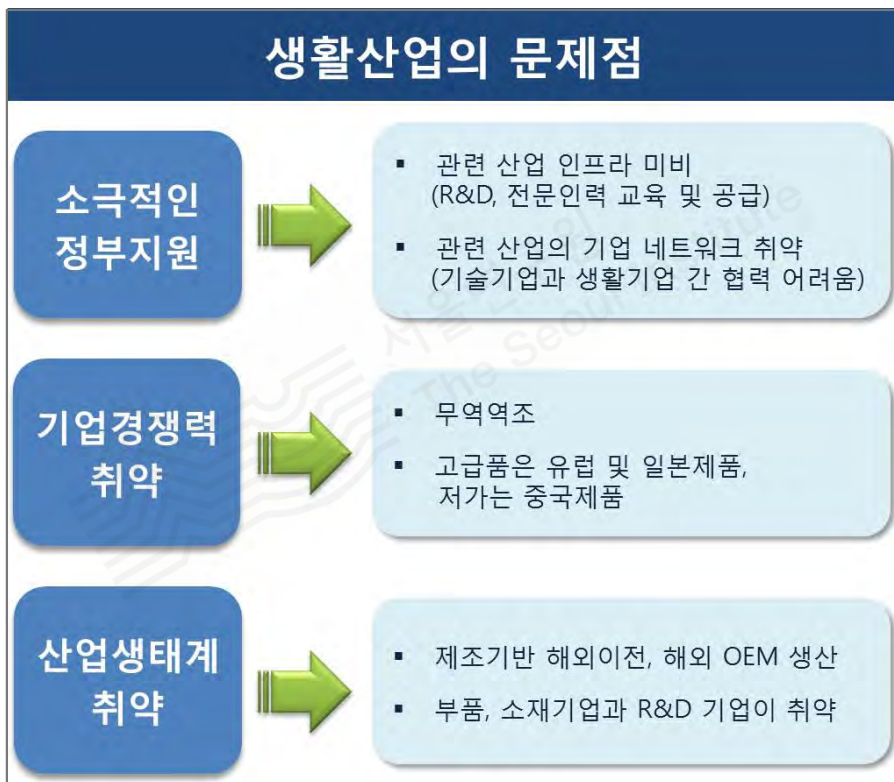 생활산업의 문제점
소극적인
정부지원
▪ 관련 산업 인프라 미비
(R&D, 전문인력 교육 및 공급)
▪ 관련 산업의 기업 네트워크 취약
(기술기업과 생활기업 간 협력 어려움)
기업경쟁력
취약
▪ 무역역조
▪ 고급품은 유럽 및 일본제품,
저가는 중국제품
산업생태계
취약
▪ 제조기반 해외이전, 해외 OEM 생산
▪ 부품, 소재기업과 R&D 기업이 취약
The Seoul Institute